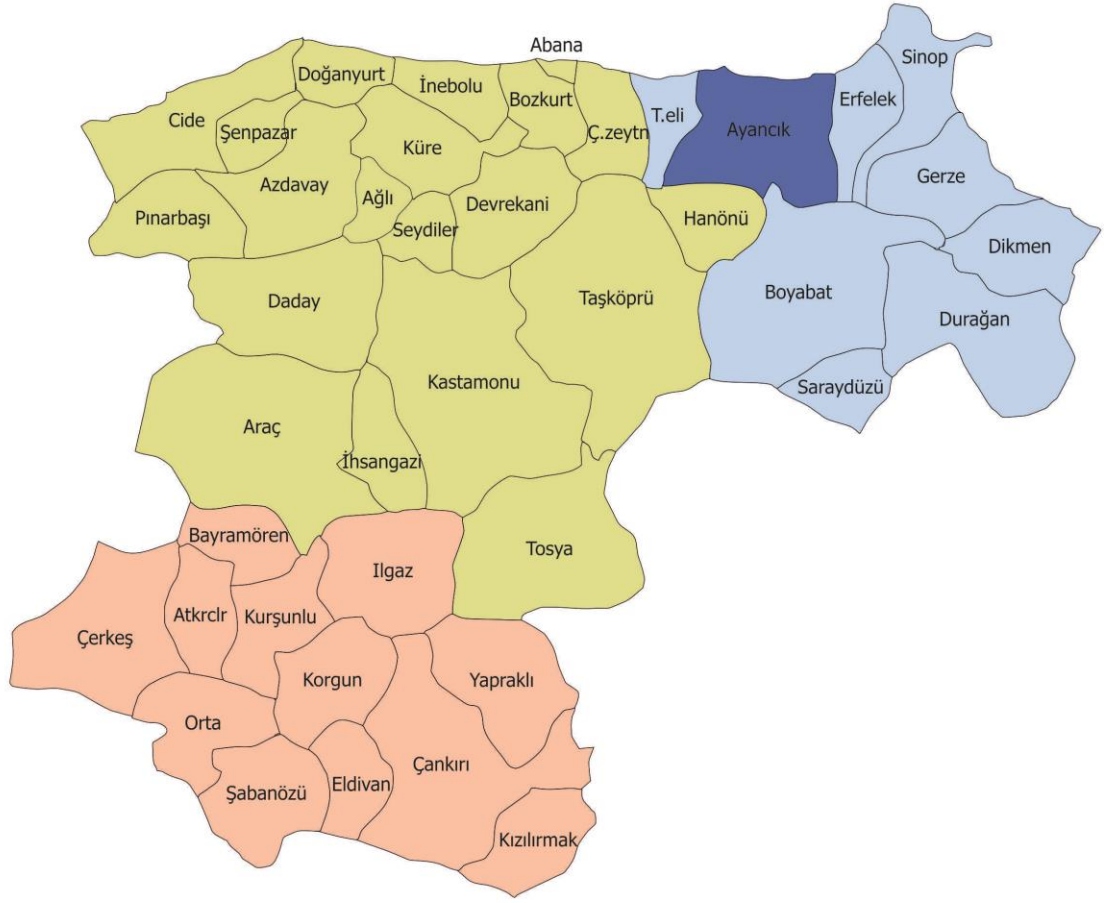 Abana
Sinop
Doğanyurt
İnebolu
Bozkurt
Erfelek
Cide
Şenpazar
Küre
Ç.zeytn
T.eli
Ayancık
Azdavay
Ağlı
Devrekani
Gerze
Pınarbaşı
Seydiler
Hanönü
Dikmen
Daday
Taşköprü
Boyabat
Durağan
Kastamonu
Saraydüzü
Araç
İhsangazi
Bayramören
Ilgaz
Tosya
Çerkeş
Atkrclr
Kurşunlu
Korgun
Yapraklı
Orta
Şabanözü
Eldivan
Çankırı
Kızılırmak